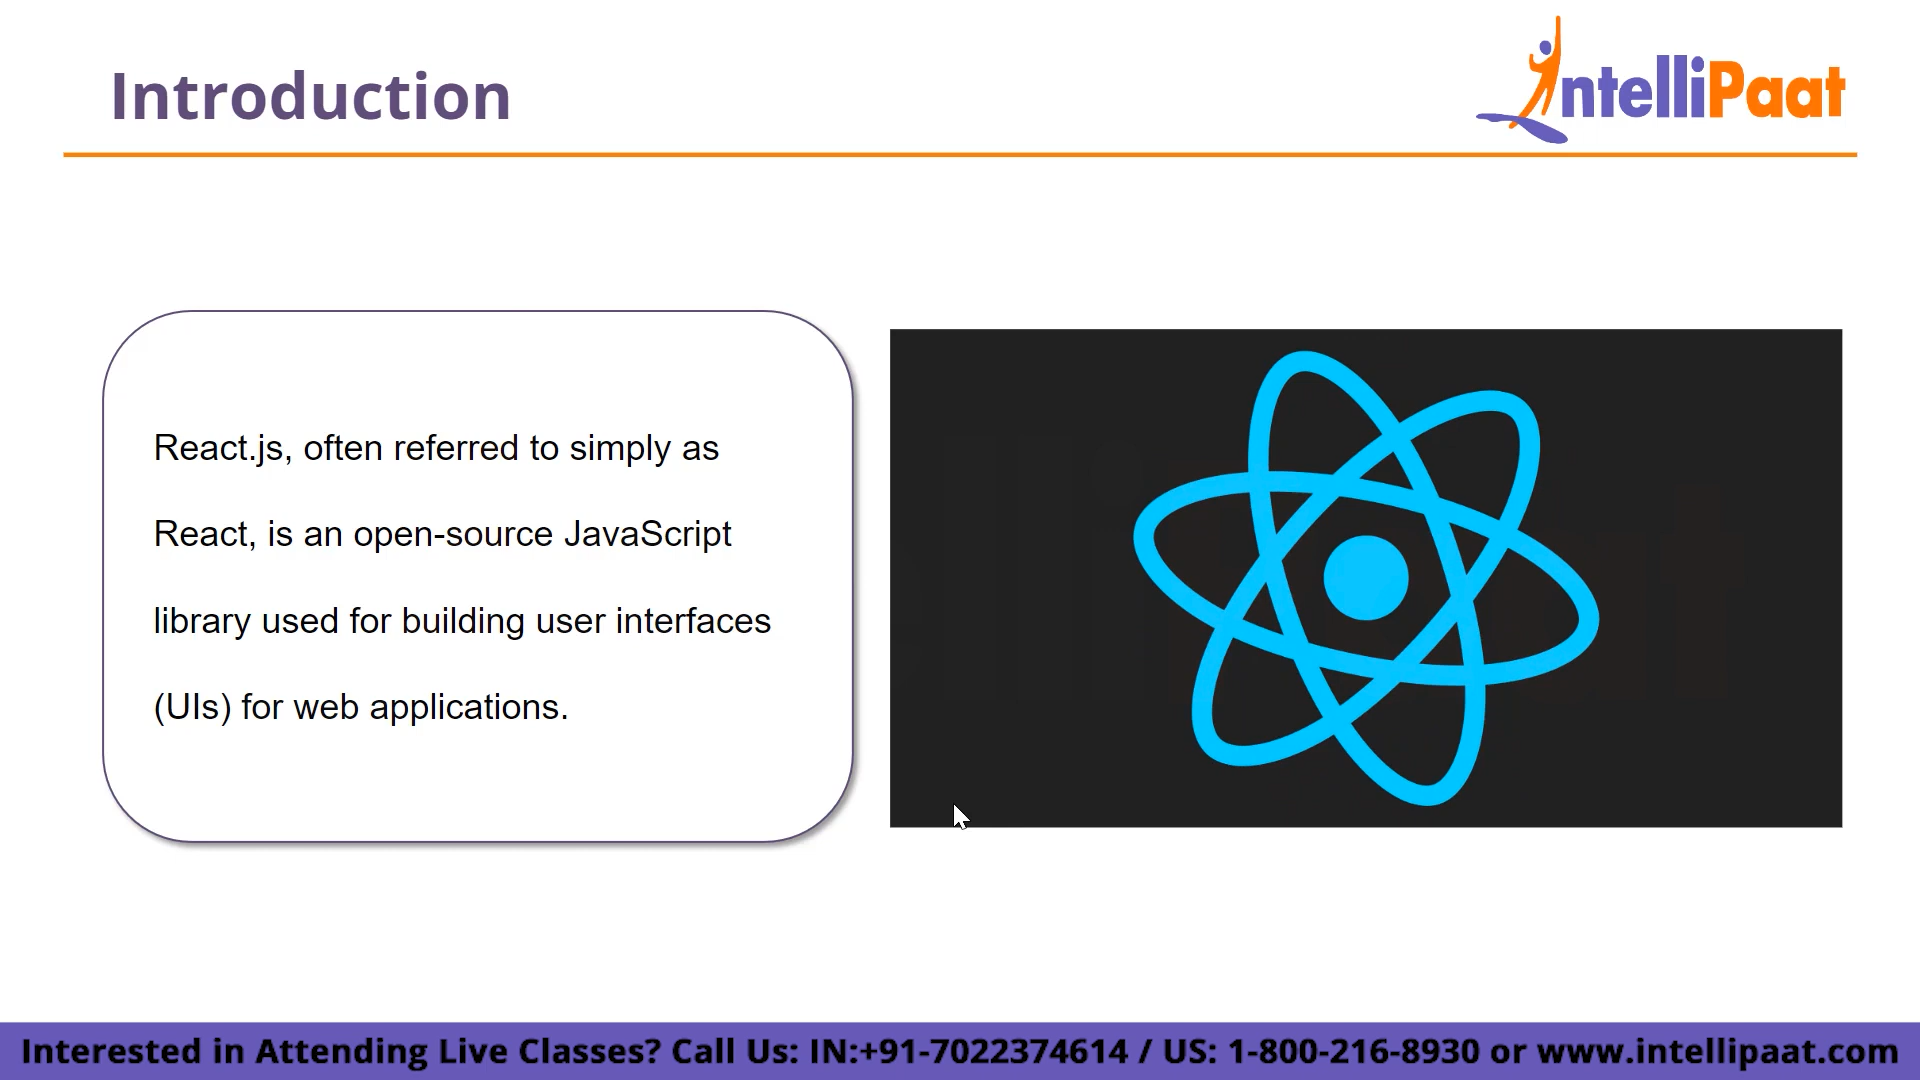 Introduction
IntelliPaat
React.js, often referred to simply as
React, is an open-source JavaScript
library used for building user interfaces
(UIs) for web applications.
Interested in Attending Live Classes? Call Us: IN:+91-7022374614 / US: 1-800-216-8930 or www.intellipaat.com